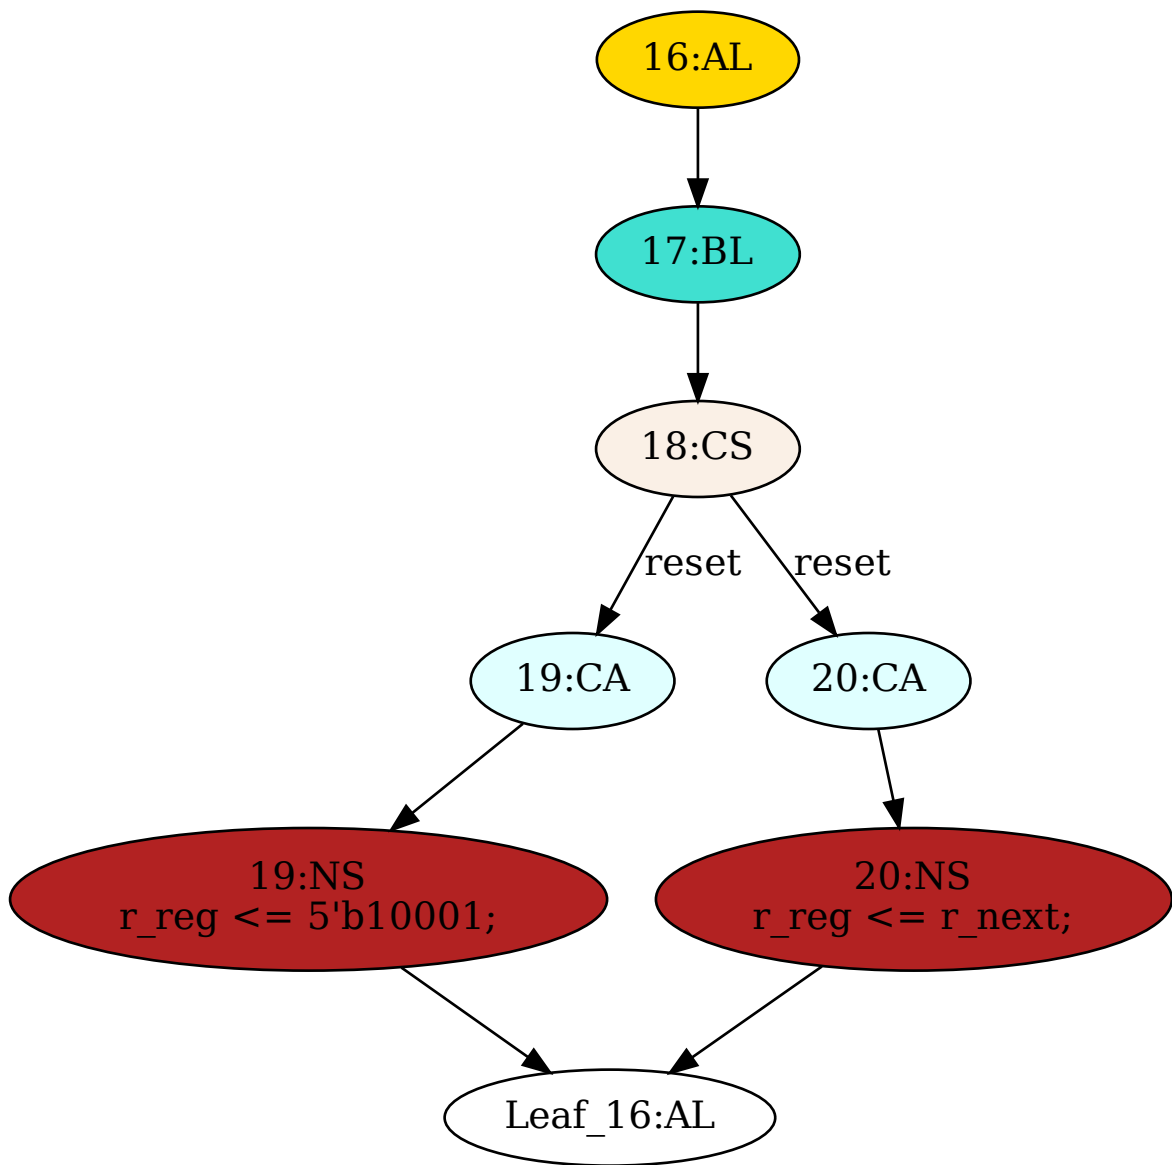 16:AL
17:BL
18:CS
reset
reset
19:CA
20:CA
19:NS
r_reg <= 5'b10001;
20:NS
r_reg <= r_next;
Leaf_16:AL